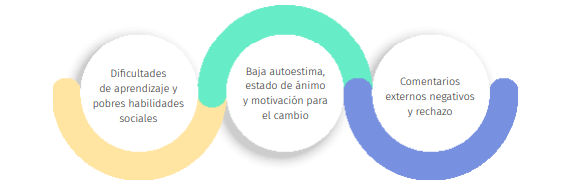 Dificultades
de aprendizaje y
pobres habilidades
sociales
Baja autoestima,
estado de ánimo
y motivación para
el cambio
Comentarios
externos negativos
y rechazo